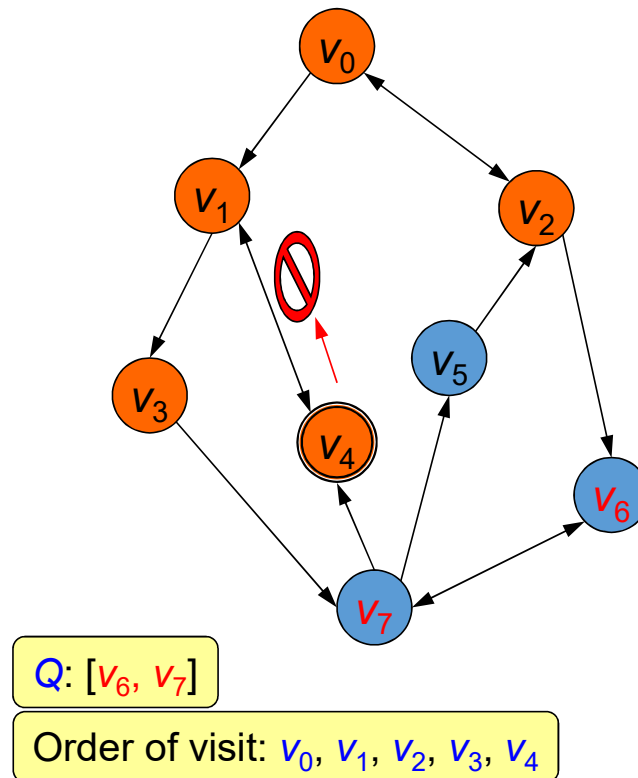 v0
v1
v2
v5
v3
v4
v6
v7
Q: [v6, v7]
Order of visit: v0, v1, v2, v3, v4